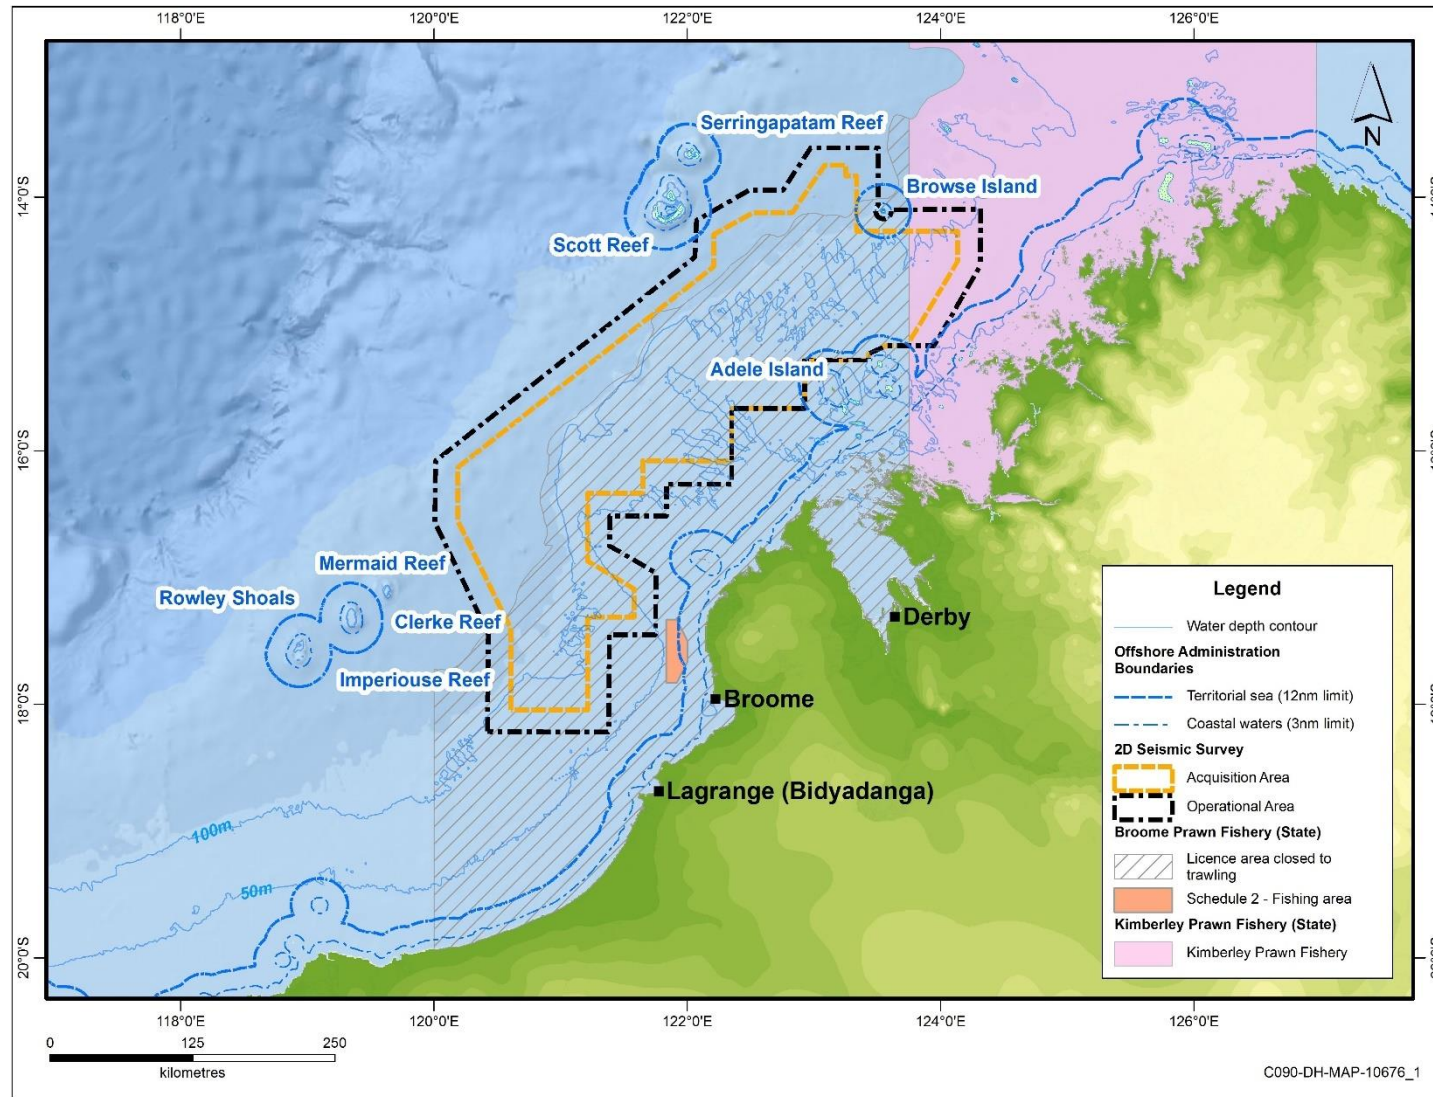 118°0'E 120°0'E 122°0'E 124°0'E 126°0'E
Serringapatam Reef
N
14°0'S
Browse Island
Scott Reef
Adele Island
16°0'S
Mermaid Reef
Rowley Shoals
Clerke Reef
Imperiouse Reef
Derby
Broome
18°0'S
Lagrange (Bidyadanga)
100m
50m
20°0'S
Legend
Water depth contour
Offshore Administration
Boundaries
Territorial sea (12nm limit)
Coastal waters (3nm limit)
2D Seismic Survey
Acquisition Area
Operational Area
Broome Prawn Fishery (State)
Licence area closed to
trawling
Schedule 2 - Fishing area
Kimberley Prawn Fishery (State)
Kimberley Prawn Fishery
118°0'E 120°0'E 122°0'E 124°0'E 126°0'E
0 125 250
kilometres
C090-DH-MAP-10676_1